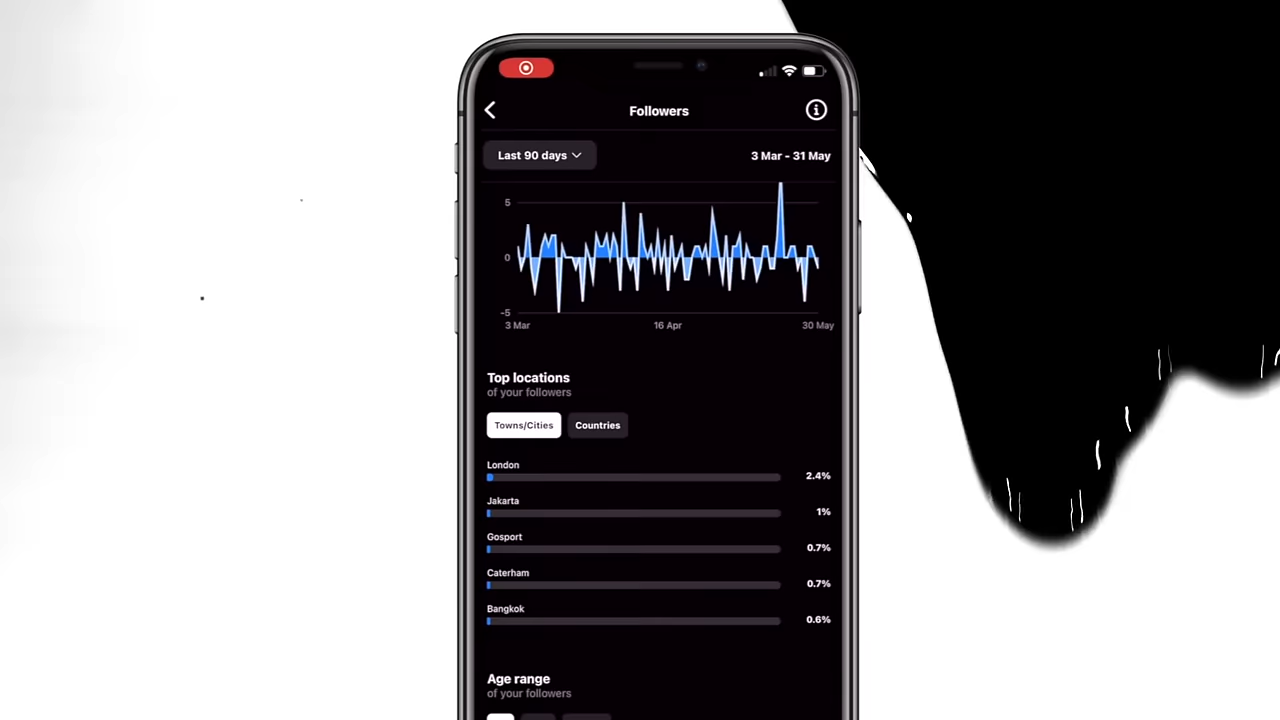 Followers
Last 90 days
3 Mar - 31 May
5
0
-5
3 Mar
16 Apr
30 May
Top locations
of your followers
Towns/Cities
Countries
London
2.4%
Jakarta
1%
Gosport
0.7%
Caterham
0.7%
Bangkok
0.6%
Age range
of your followers